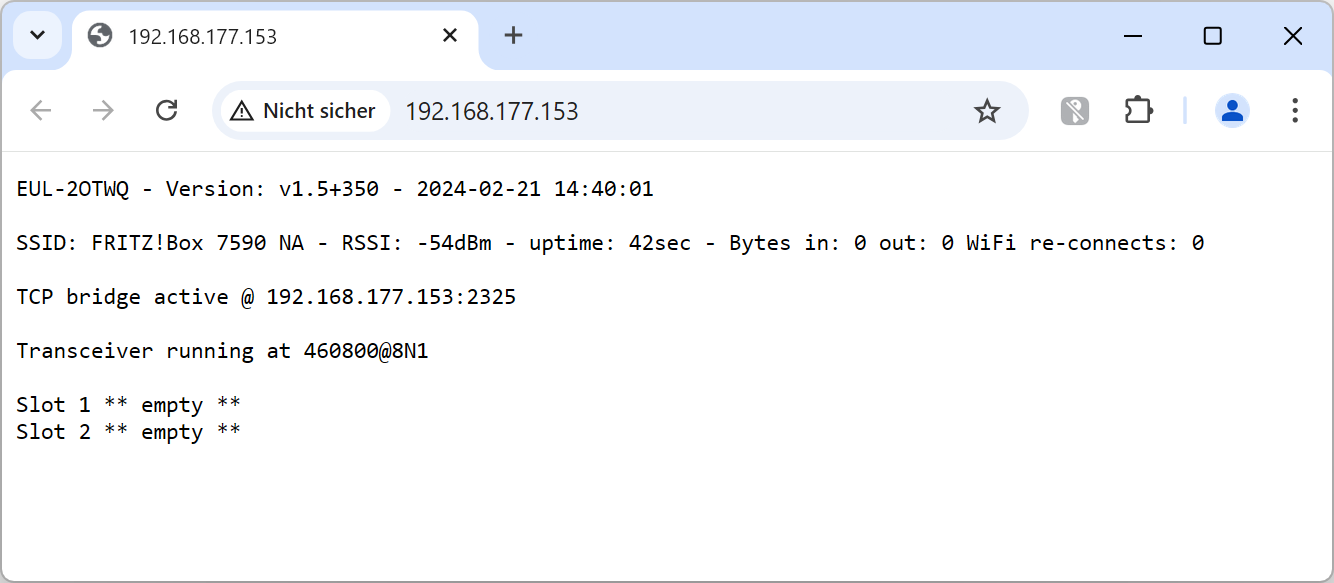 192.168.177.153
Nicht sicher 192.168.177.153
EUL-2OTWQ - Version: v1.5+350 - 2024-02-21 14:40:01
SSID: FRITZ!Box 7590 NA - RSSI: -54dBm - uptime: 42sec - Bytes in: 0 out: 0 WiFi re-connects: 0
TCP bridge active @ 192.168.177.153:2325
Transceiver running at 460800@8N1
Slot 1 ** empty **
Slot 2 ** empty **